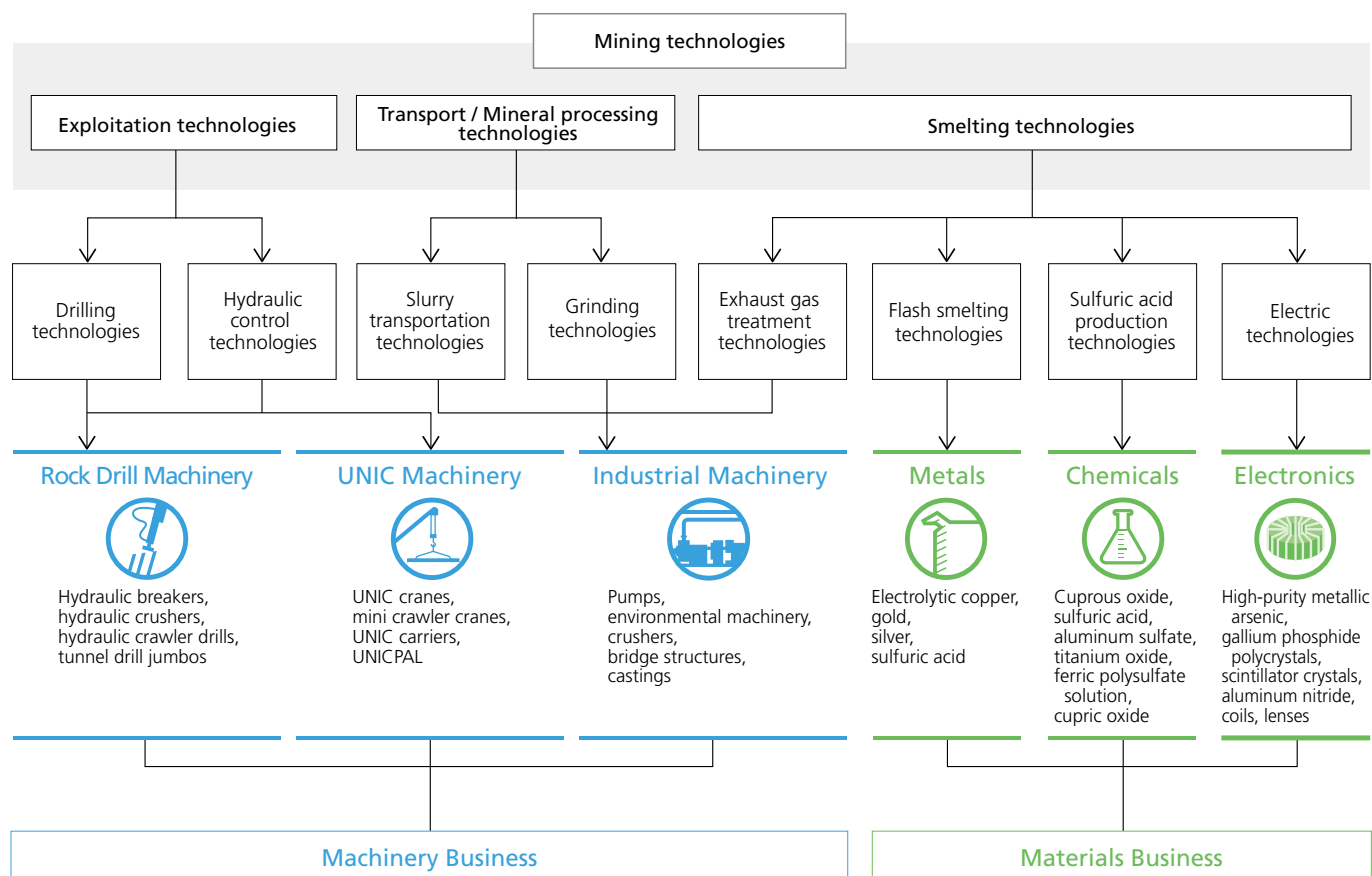 Mining technologies
Exploitation technologies
Transport / Mineral processing
technologies
Smelting technologies
Drilling
technologies
Hydraulic
control
technologies
Slurry
transportation
technologies
Grinding
technologies
Exhaust gas
treatment
technologies
Flash smelting
technologies
Sulfuric acid
production
technologies
Electric
technologies
Rock Drill Machinery
Hydraulic breakers,
hydraulic crushers,
hydraulic crawler drills,
tunnel drill jumbos
UNIC Machinery
UNIC cranes,
mini crawler cranes,
UNIC carriers,
UNICPAL
Industrial Machinery
Pumps,
environmental machinery,
crushers,
bridge structures,
castings
Metals
Electrolytic copper,
gold,
silver,
sulfuric acid
Chemicals
Cuprous oxide,
sulfuric acid,
aluminum sulfate,
titanium oxide,
ferric polysulfate
solution,
cupric oxide
Electronics
High-purity metallic
arsenic,
gallium phosphide
polycrystals,
scintillator crystals,
aluminum nitride,
coils, lenses
Machinery Business
Materials Business